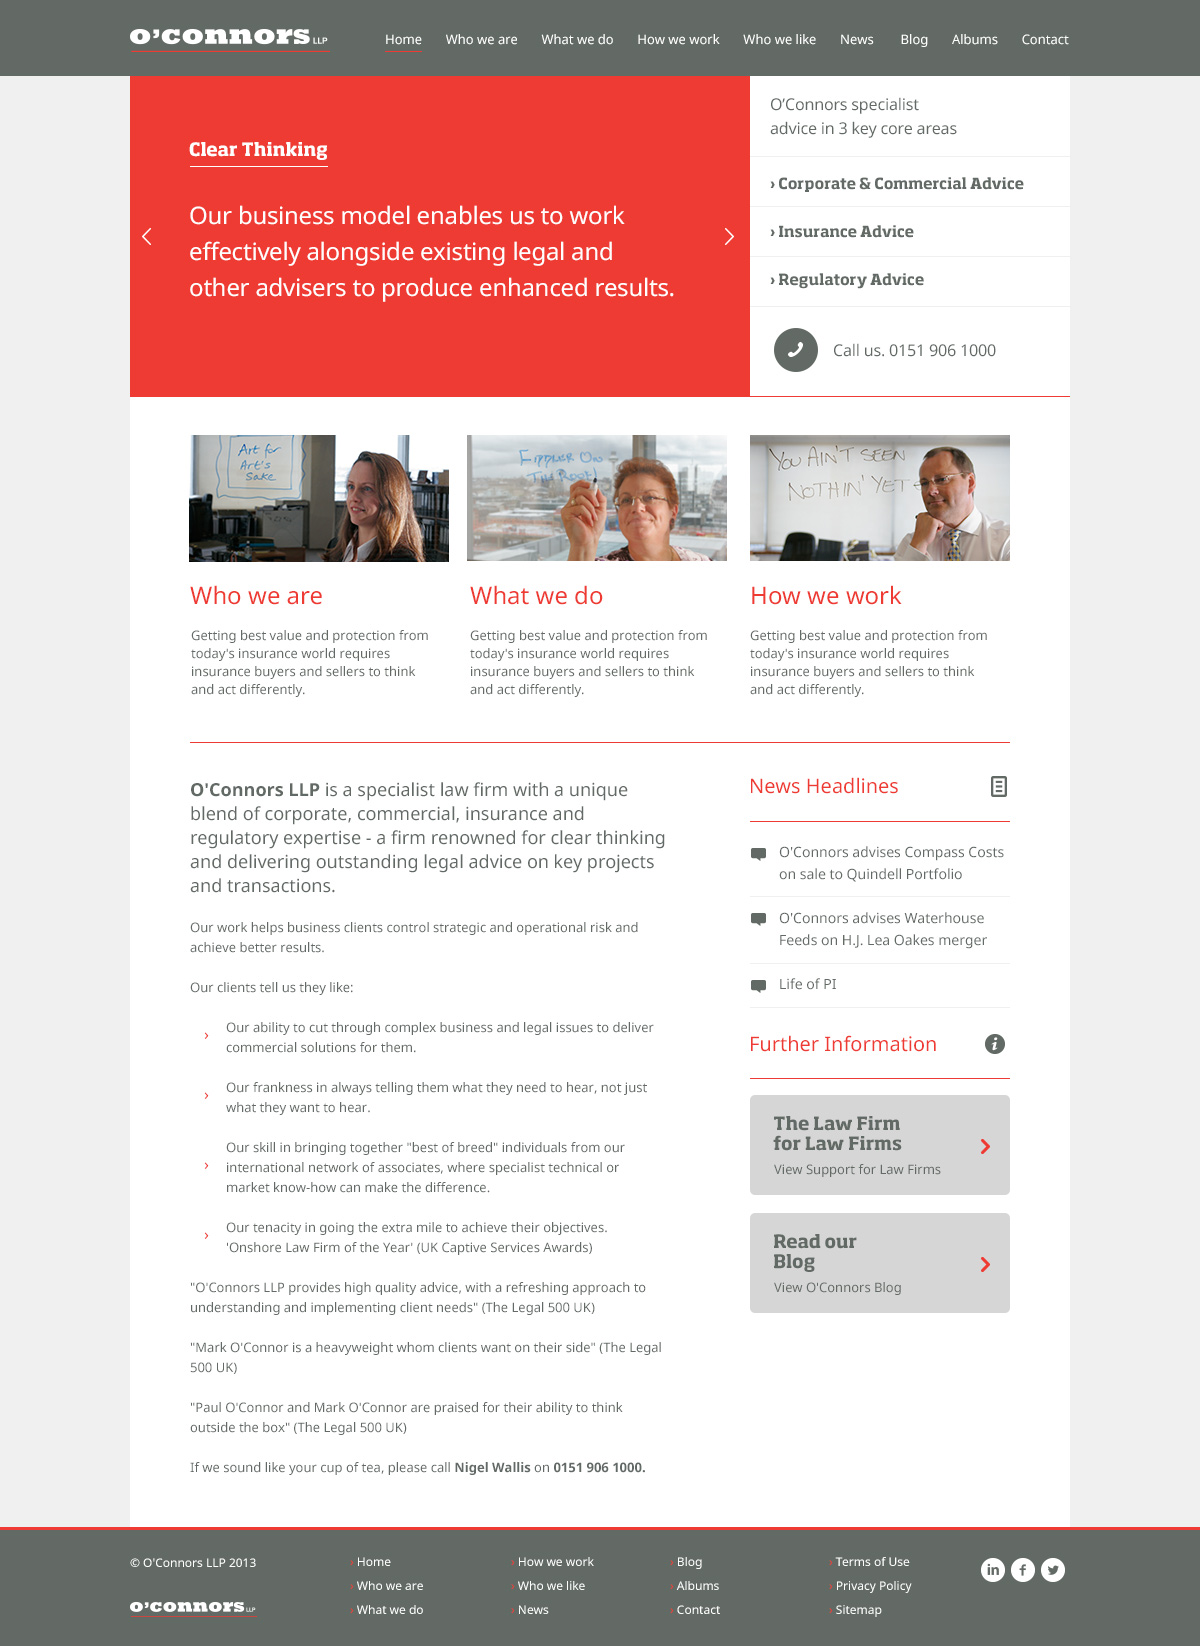 o'connors LLP
Home Who we are What we do How we work Who we like News Blog Albums Contact
Clear Thinking
Our business model enables us to work
effectively alongside existing legal and
other advisers to produce enhanced results.
O'Connors specialist
advice in 3 key core areas
› Corporate & Commercial Advice
› Insurance Advice
› Regulatory Advice
Call us. 0151 906 1000
Art for
Art's
Sake
Fiddler On
The Roof!
You Ain't Seen
Nothin' Yet
Who we are
Getting best value and protection from
today's insurance world requires
insurance buyers and sellers to think
and act differently.
What we do
Getting best value and protection from
today's insurance world requires
insurance buyers and sellers to think
and act differently.
How we work
Getting best value and protection from
today's insurance world requires
insurance buyers and sellers to think
and act differently.
O'Connors LLP is a specialist law firm with a unique
blend of corporate, commercial, insurance and
regulatory expertise - a firm renowned for clear thinking
and delivering outstanding legal advice on key projects
and transactions.
Our work helps business clients control strategic and operational risk and
achieve better results.
Our clients tell us they like:
› Our ability to cut through complex business and legal issues to deliver
commercial solutions for them.
› Our frankness in always telling them what they need to hear, not just
what they want to hear.
› Our skill in bringing together "best of breed" individuals from our
international network of associates, where specialist technical or
market know-how can make the difference.
› Our tenacity in going the extra mile to achieve their objectives.
'Onshore Law Firm of the Year' (UK Captive Services Awards)
"O'Connors LLP provides high quality advice, with a refreshing approach to
understanding and implementing client needs" (The Legal 500 UK)
"Mark O'Connor is a heavyweight whom clients want on their side" (The Legal
500 UK)
"Paul O'Connor and Mark O'Connor are praised for their ability to think
outside the box" (The Legal 500 UK)
If we sound like your cup of tea, please call Nigel Wallis on 0151 906 1000.
News Headlines
O'Connors advises Compass Costs
on sale to Quindell Portfolio
O'Connors advises Waterhouse
Feeds on H.J. Lea Oakes merger
Life of PI
Further Information
The Law Firm
for Law Firms
View Support for Law Firms
Read our
Blog
View O'Connors Blog
© O'Connors LLP 2013
o'connors LLP
› Home
› Who we are
› What we do
› How we work
› Who we like
› News
› Blog
› Albums
› Contact
› Terms of Use
› Privacy Policy
› Sitemap